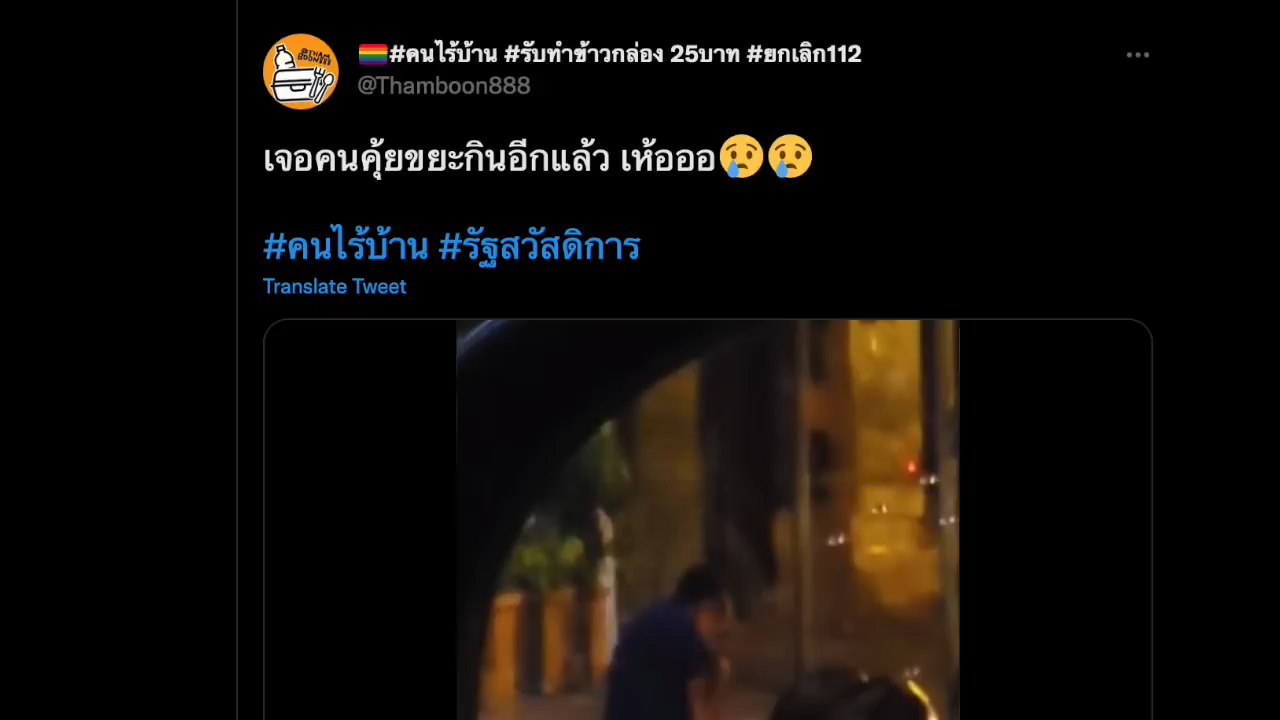 🏳️‍🌈#คนไร้บ้าน #รับทำข้าวกล่อง 25บาท #ยกเลิก112
@Thamboon888
เจอคนคุ้ยขยะกินอีกแล้ว เห้อออ😢😢
#คนไร้บ้าน #รัฐสวัสดิการ
Translate Tweet